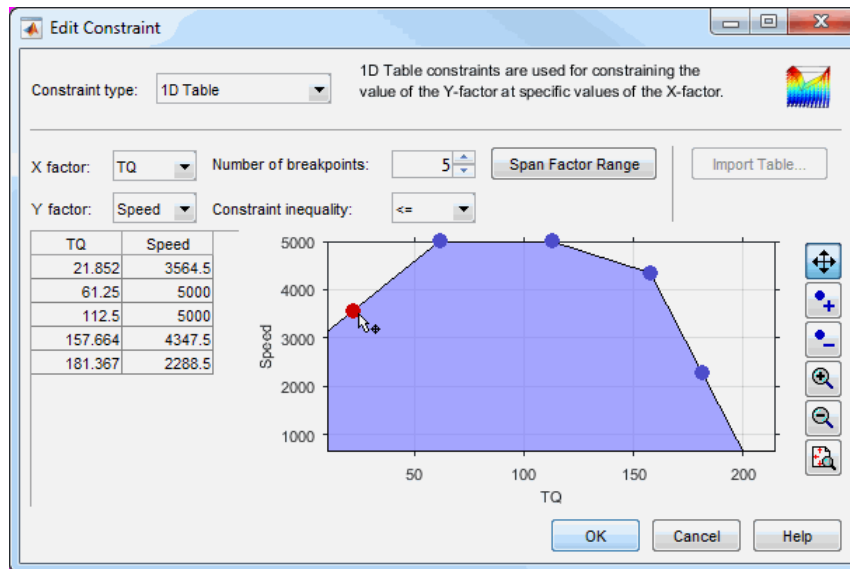 Edit Constraint
Constraint type: 1D Table
1D Table constraints are used for constraining the
value of the Y-factor at specific values of the X-factor.
X factor: TQ Number of breakpoints: 5 Span Factor Range Import Table...
Y factor: Speed Constraint inequality: <=
TQ Speed
21.852 3564.5
61.25 5000
112.5 5000
157.664 4347.5
181.367 2288.5
5000
4000
3000
2000
1000
Speed
50 100 150 200
TQ
OK Cancel Help